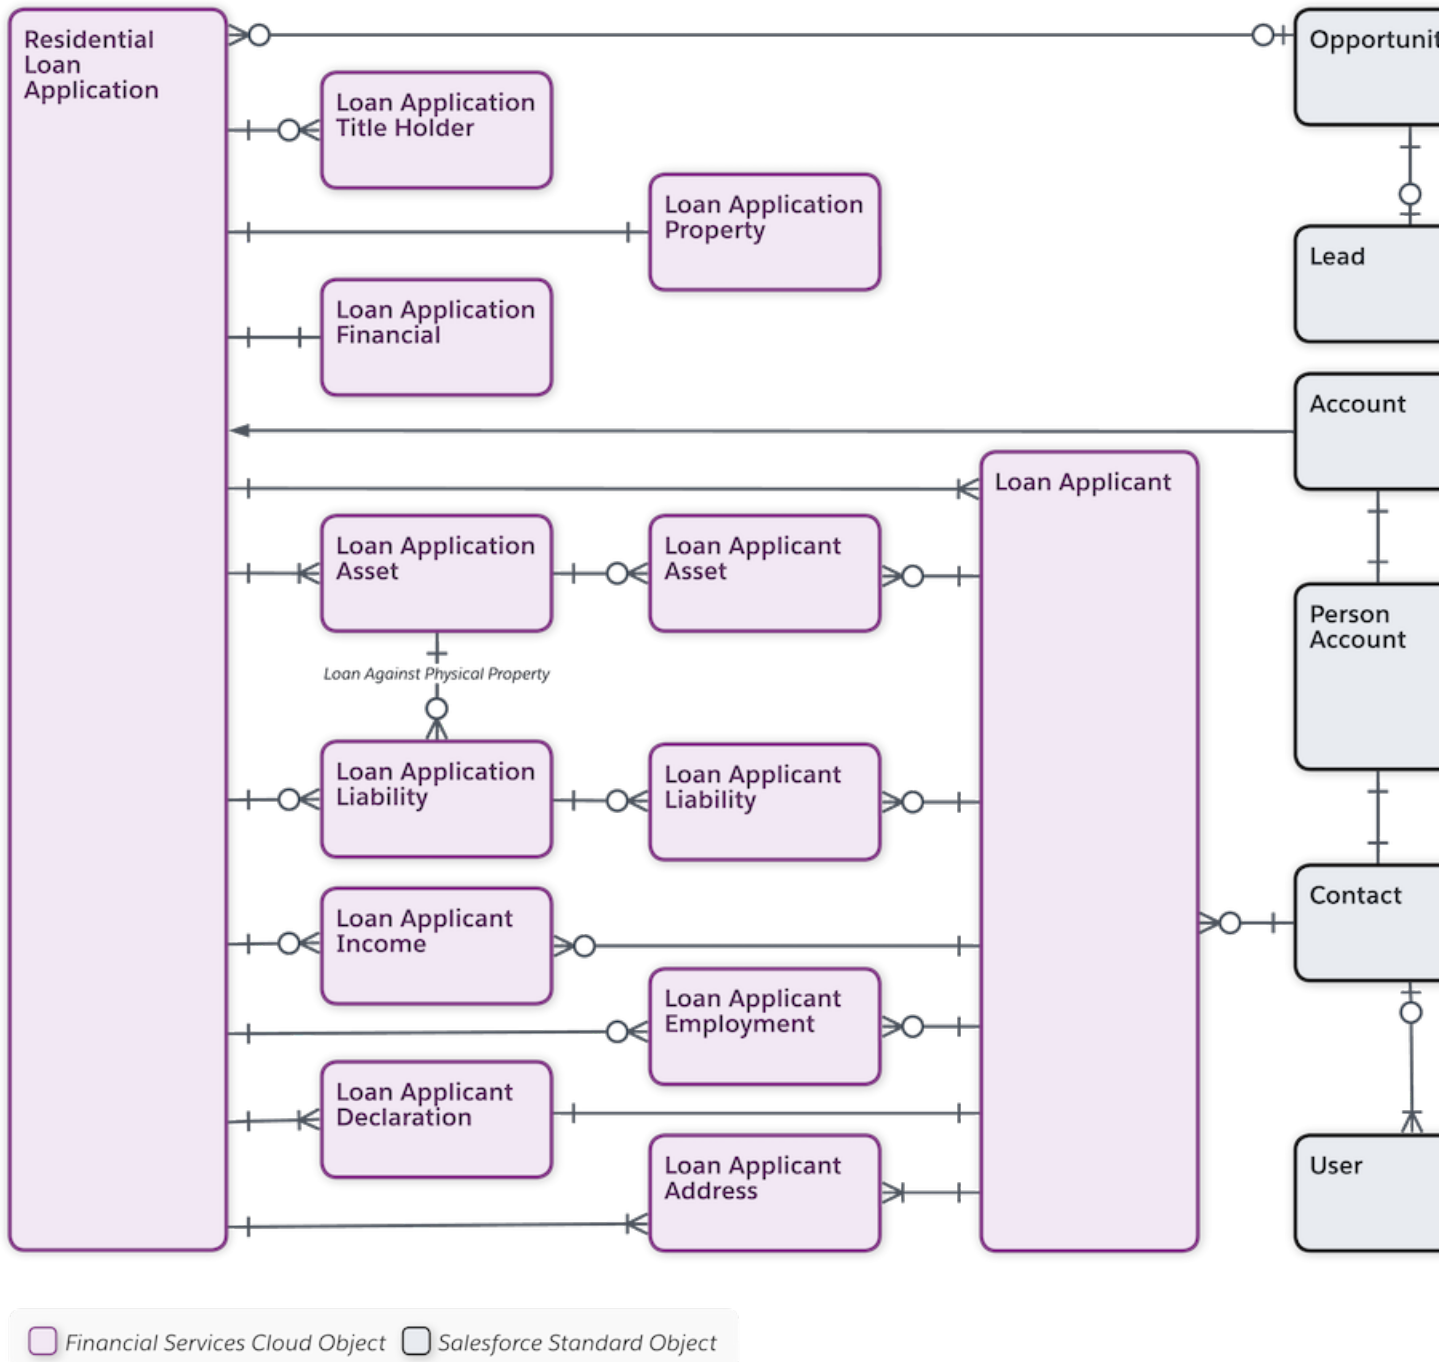 Residential
Loan
Application
Opportunit
Loan Application
Title Holder
Loan Application
Property
Lead
Loan Application
Financial
Account
Loan Applicant
Loan Application
Asset
Loan Applicant
Asset
Person
Account
Loan Against Physical Property
Loan Application
Liability
Loan Applicant
Liability
Contact
Loan Applicant
Income
Loan Applicant
Employment
Loan Applicant
Declaration
Loan Applicant
Address
User
Financial Services Cloud Object
Salesforce Standard Object